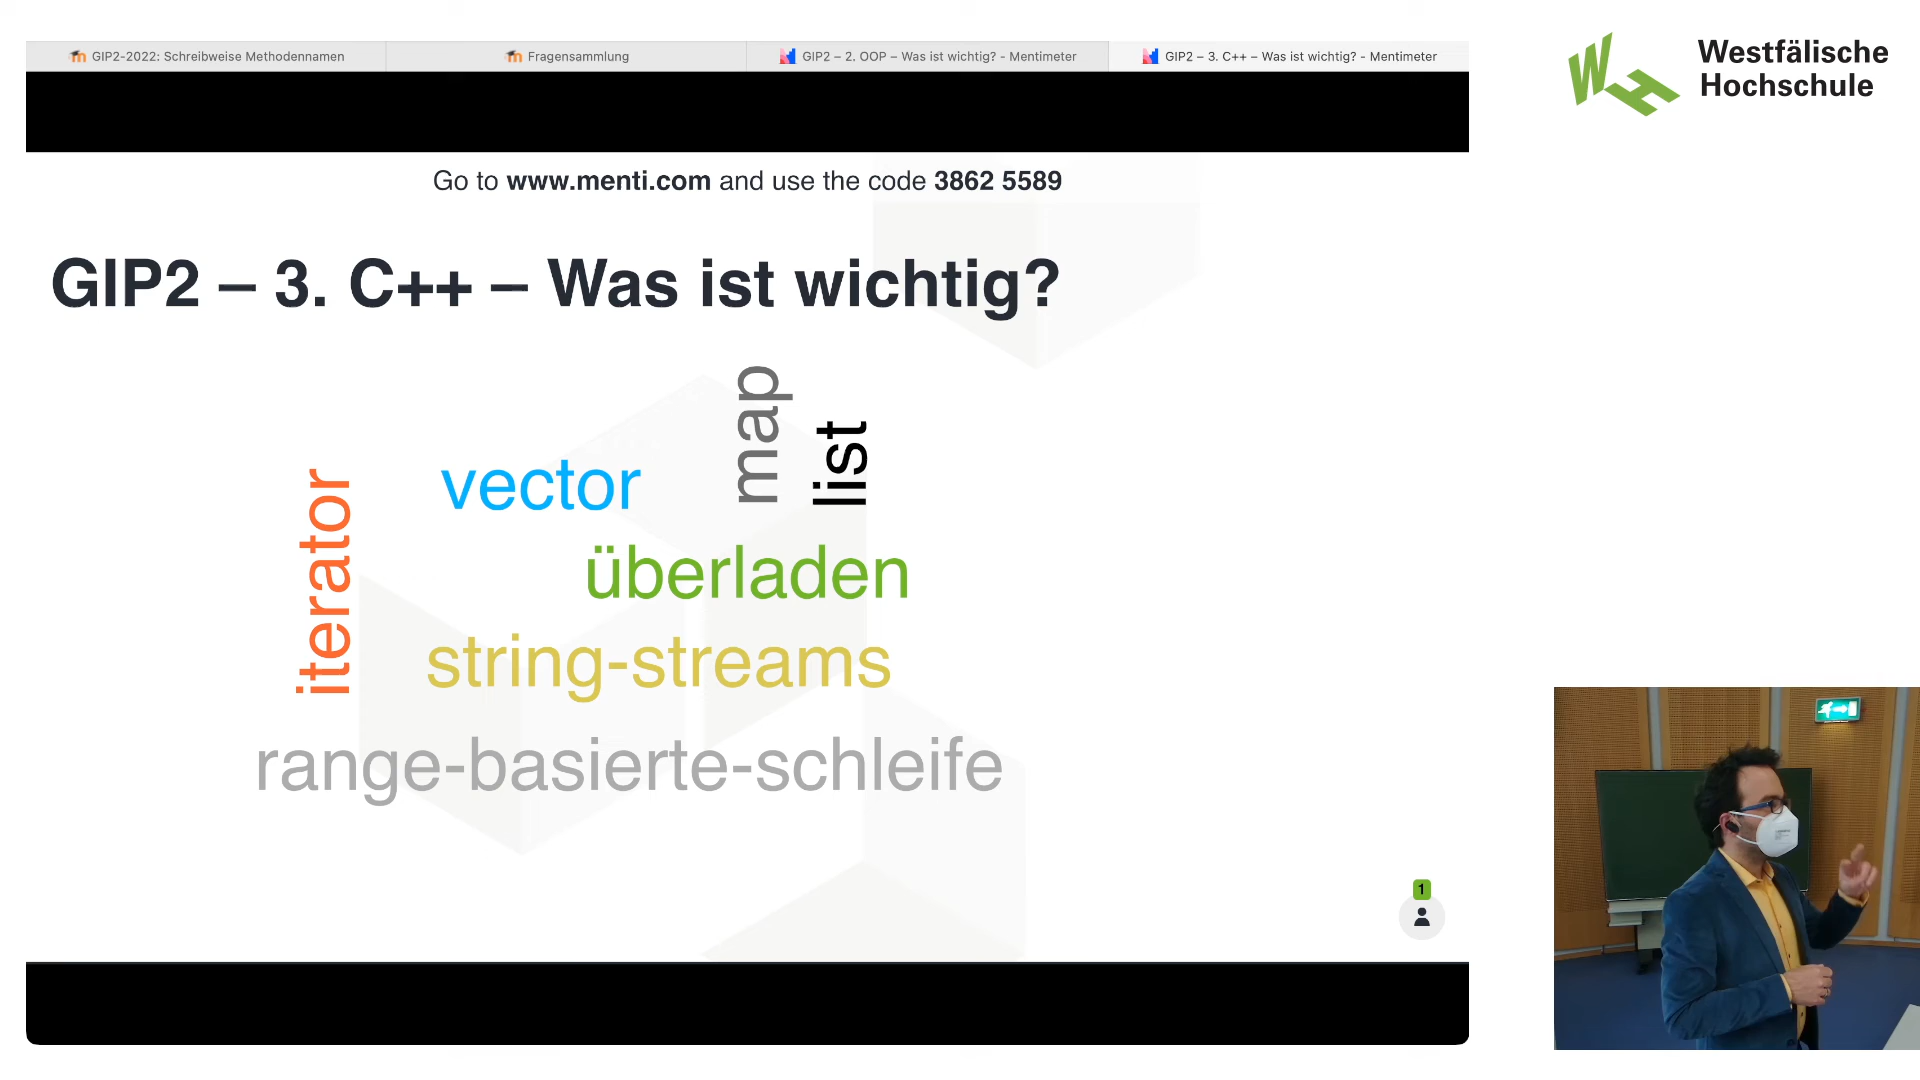 GIP2-2022: Schreibweise Methodennamen
Fragensammlung
GIP2 – 2. OOP – Was ist wichtig? - Mentimeter
GIP2 – 3. C++ – Was ist wichtig? - Mentimeter
Westfälische
Hochschule
Go to www.menti.com and use the code 3862 5589
GIP2 – 3. C++ – Was ist wichtig?
map
list
vector
iterator
überladen
string-streams
range-basierte-schleife
1